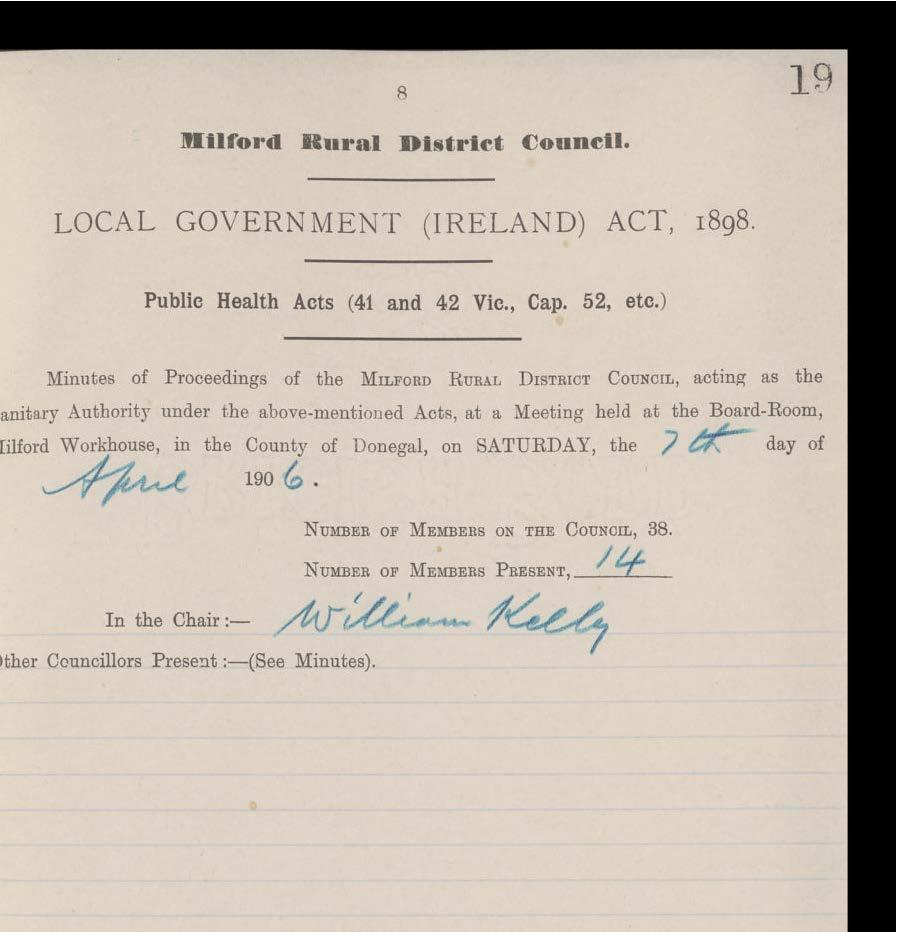 19
8
Milford Rural District Council.
LOCAL GOVERNMENT (IRELAND) ACT, 1898.
Public Health Acts (41 and 42 Vic., Cap. 52, etc.)
Minutes of Proceedings of the MILFORD RURAL DISTRICT COUNCIL, acting as the
anitary Authority under the above-mentioned Acts, at a Meeting held at the Board-Room,
ilford Workhouse, in the County of Donegal, on SATURDAY, the 7th day of
April 1906.
NUMBER OF MEMBERS ON THE COUNCIL, 38.
NUMBER OF MEMBERS PRESENT, 14
In the Chair :— William Kelly
ther Councillors Present :—(See Minutes).